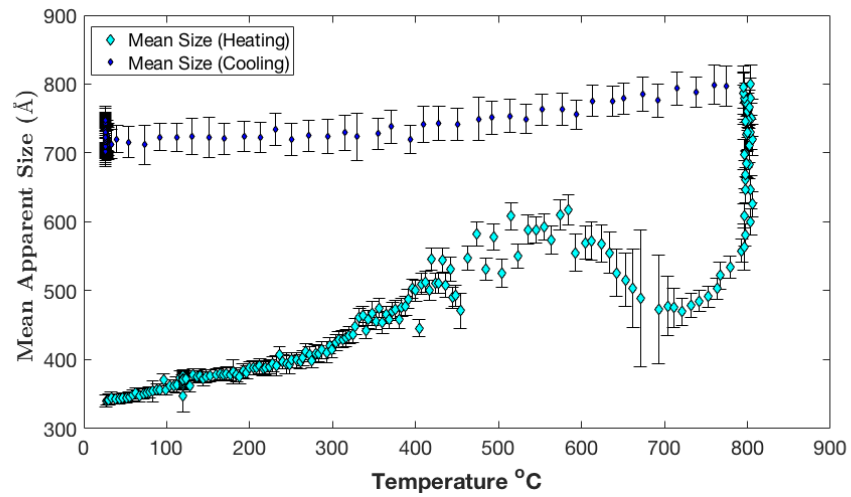 900
800
700
600
500
400
300
Mean Apparent Size (Å)
Mean Size (Heating)
Mean Size (Cooling)
0 100 200 300 400 500 600 700 800 900
Temperature °C